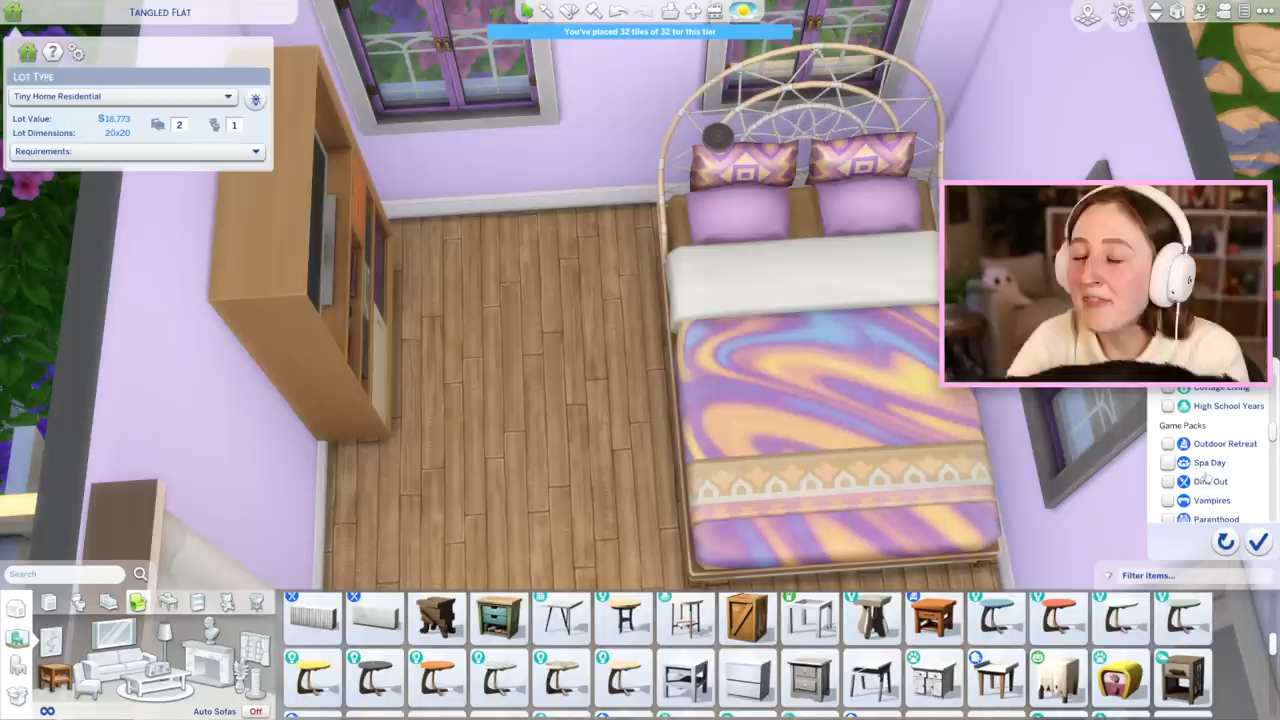 TANGLED FLAT
You've placed 32 tiles of 32 for this tier
LOT TYPE
Tiny Home Residential
Lot Value: §18,773
2
1
Lot Dimensions: 20x20
Requirements:
Cottage Living
High School Years
Game Packs
Outdoor Retreat
Spa Day
Dine Out
Vampires
Parenthood
Search
Filter Items...
Auto Sofas Off